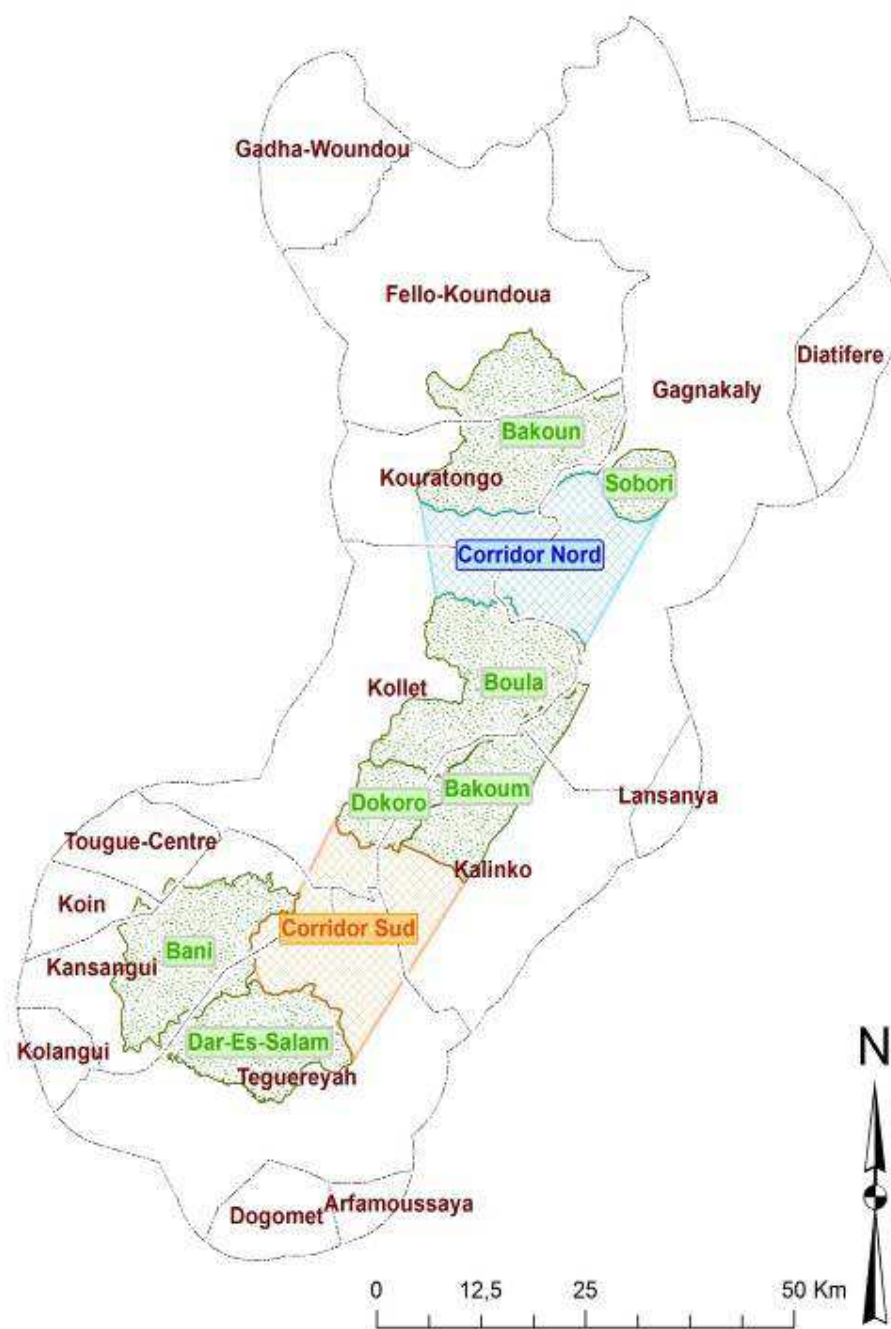 Gadha-Woundou
Fello-Koundoua
Diatifere
Gagnakaly
Bakoun
Kouratongo
Sobori
Corridor Nord
Kollet
Boula
Bakoum
Dokoro
Lansanya
Tougue-Centre
Kalinko
Koin
Corridor Sud
Bani
Kansangui
Kolangui
Dar-Es-Salam
Teguereyah
N
Dogomet
Arfamoussaya
0 12,5 25 50 Km